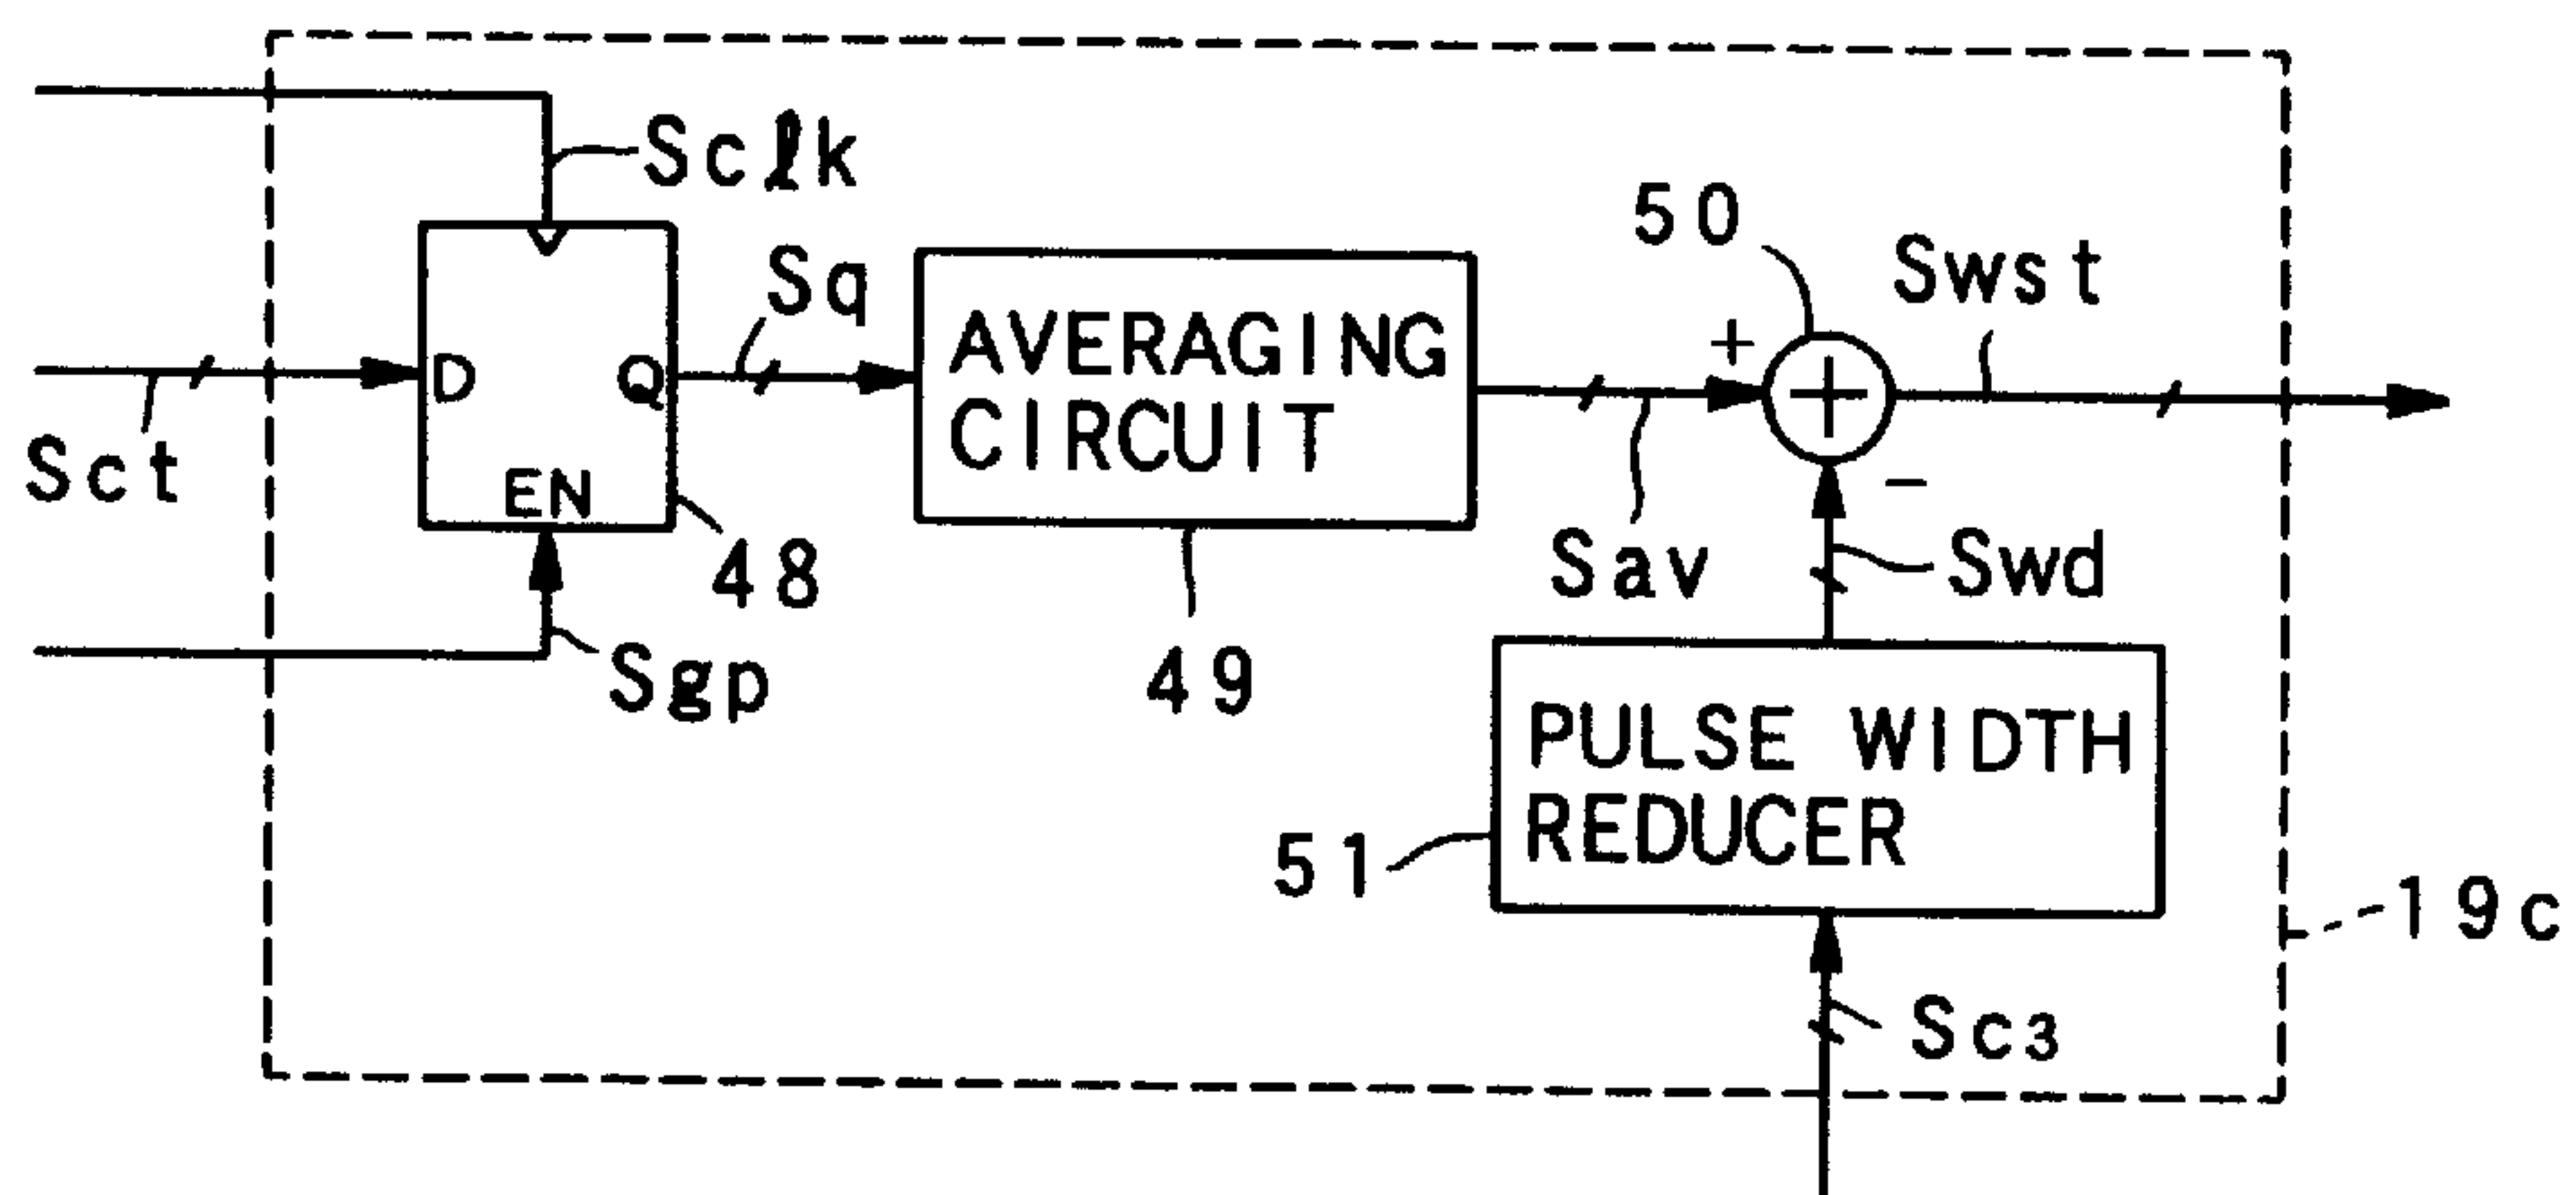 Sclk
50
Swst
Sq
+
AVERAGING
CIRCUIT
D
Q
EN
Sct
48
−
Sav
Swd
Sgp
49
PULSE WIDTH
REDUCER
51
19c
Sc3